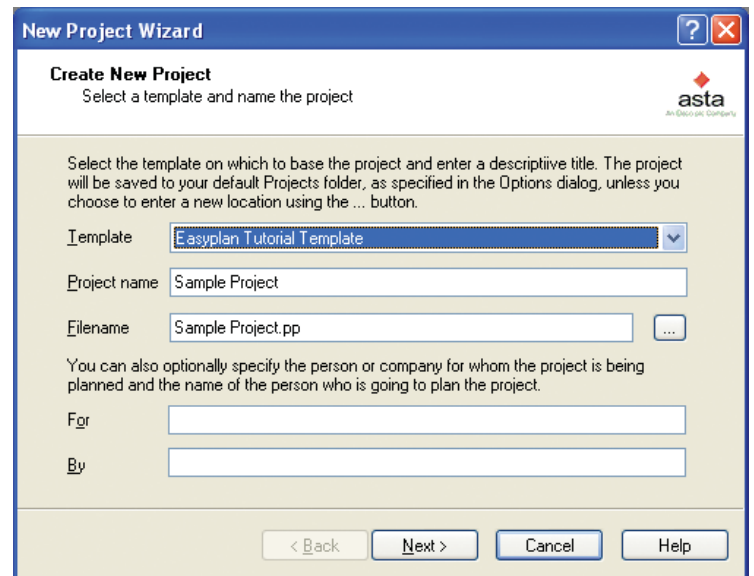 New Project Wizard
Create New Project
Select a template and name the project
asta
An Eleco plc Company
Select the template on which to base the project and enter a descriptiive title. The project
will be saved to your default Projects folder, as specified in the Options dialog, unless you
choose to enter a new location using the ... button.
Template Easyplan Tutorial Template
Project name Sample Project
Filename Sample Project.pp ...
You can also optionally specify the person or company for whom the project is being
planned and the name of the person who is going to plan the project.
For
By
< Back Next > Cancel Help